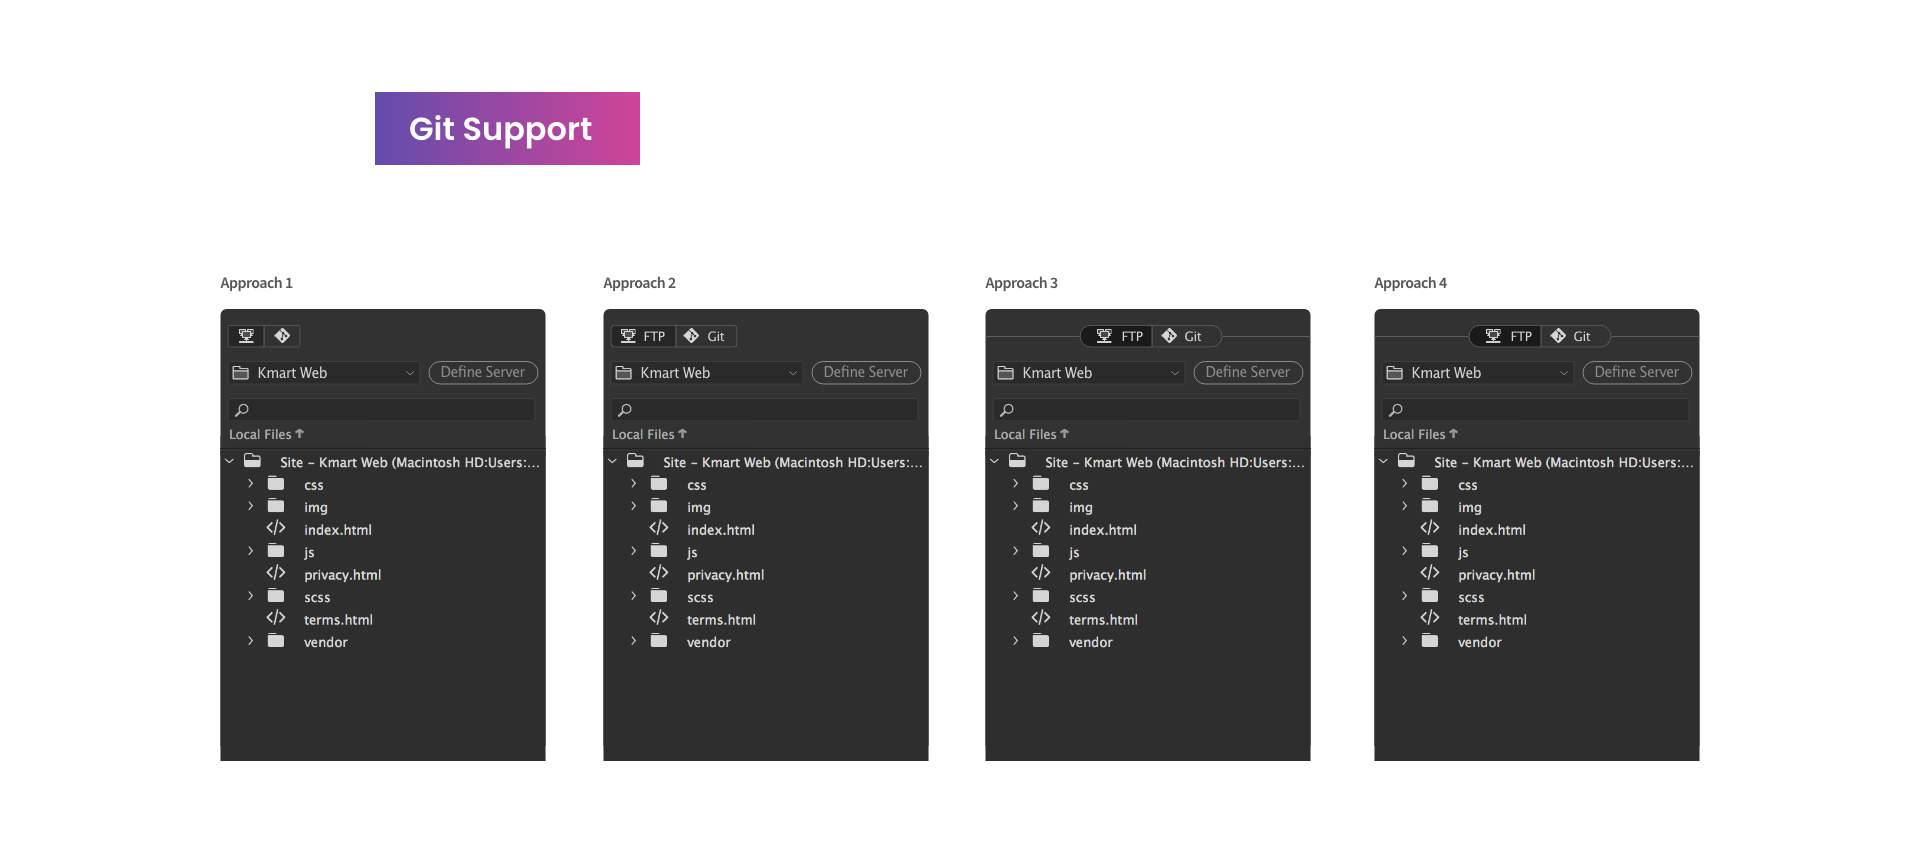 Git Support
Approach 1
Kmart Web
Define Server
Local Files
Site – Kmart Web (Macintosh HD:Users:...
css
img
index.html
js
privacy.html
scss
terms.html
vendor
Approach 2
FTP
Git
Kmart Web
Define Server
Local Files
Site – Kmart Web (Macintosh HD:Users:...
css
img
index.html
js
privacy.html
scss
terms.html
vendor
Approach 3
FTP
Git
Kmart Web
Define Server
Local Files
Site – Kmart Web (Macintosh HD:Users:...
css
img
index.html
js
privacy.html
scss
terms.html
vendor
Approach 4
FTP
Git
Kmart Web
Define Server
Local Files
Site – Kmart Web (Macintosh HD:Users:...
css
img
index.html
js
privacy.html
scss
terms.html
vendor